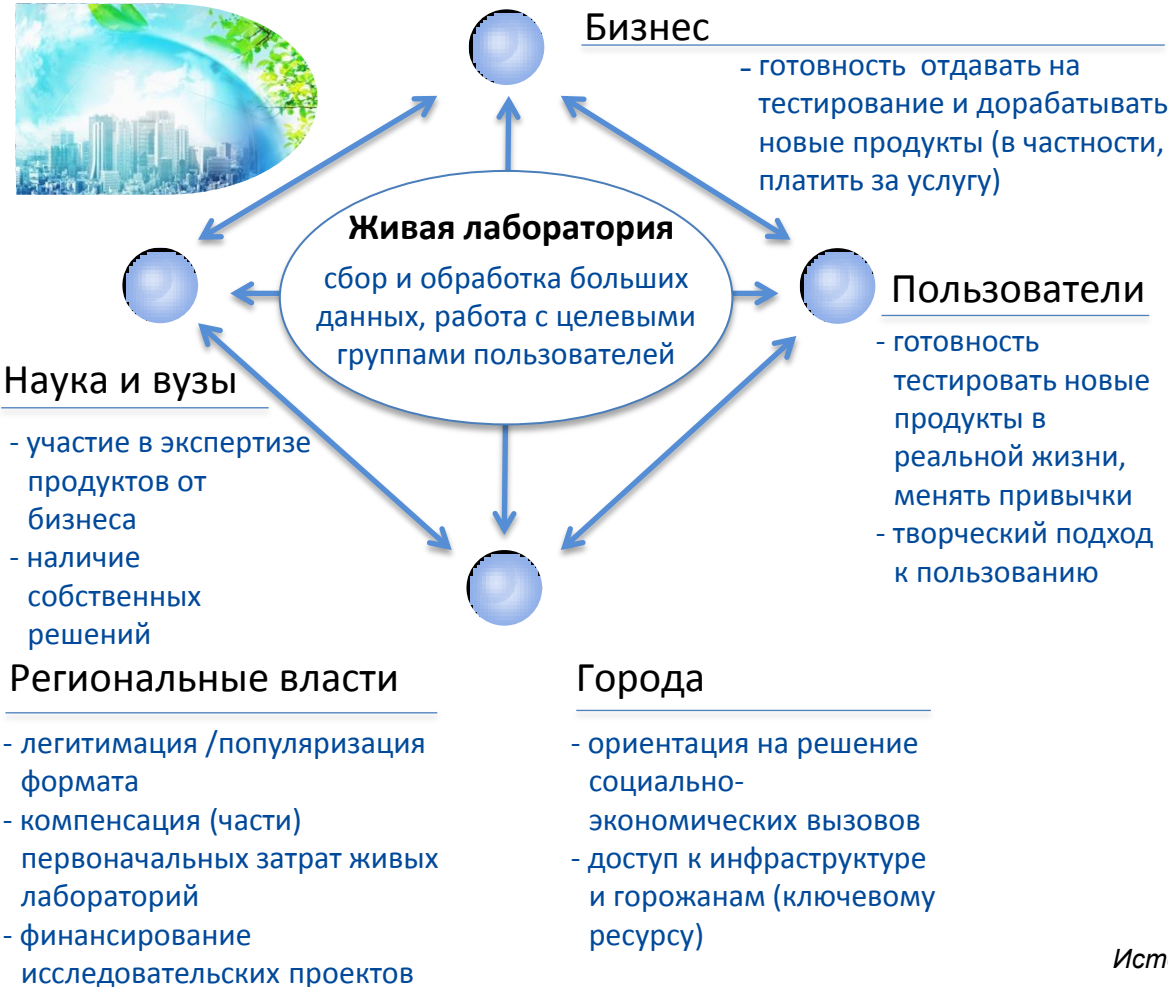 Бизнес
- готовность отдавать на
тестирование и дорабатывать
новые продукты (в частности,
платить за услугу)
Живая лаборатория
сбор и обработка больших
данных, работа с целевыми
группами пользователей
Пользователи
- готовность
тестировать новые
продукты в
реальной жизни,
менять привычки
- творческий подход
к пользованию
Наука и вузы
- участие в экспертизе
продуктов от
бизнеса
- наличие
собственных
решений
Региональные власти
- легитимация /популяризация
формата
- компенсация (части)
первоначальных затрат живых
лабораторий
- финансирование
исследовательских проектов
Города
- ориентация на решение
социально-
экономических вызовов
- доступ к инфраструктуре
и горожанам (ключевому
ресурсу)